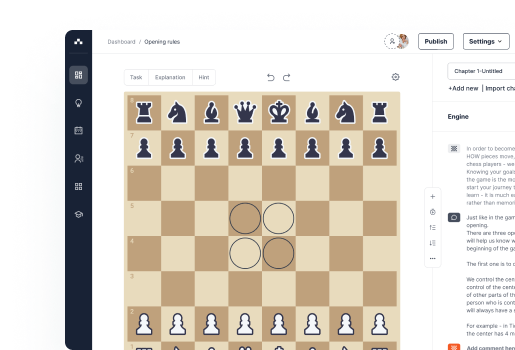 Dashboard / Opening rules
Publish
Settings
Task
Explanation
Hint
Chapter 1-Untitled
+Add new | Import cha
Engine
8
7
6
5
4
3
2
In order to become
HOW pieces move,
chess players - we
Knowing your goal
the game is the mo
start your journey t
learn - it is much e
rather than memori
Just like in the gam
opening.
There are three ope
will help us know w
beginning of the ga
The first one is to c
We control the cen
control of the cente
of other parts of th
person who is cont
will always have a s
For example - in Ti
the center has 4 m
Add comment her